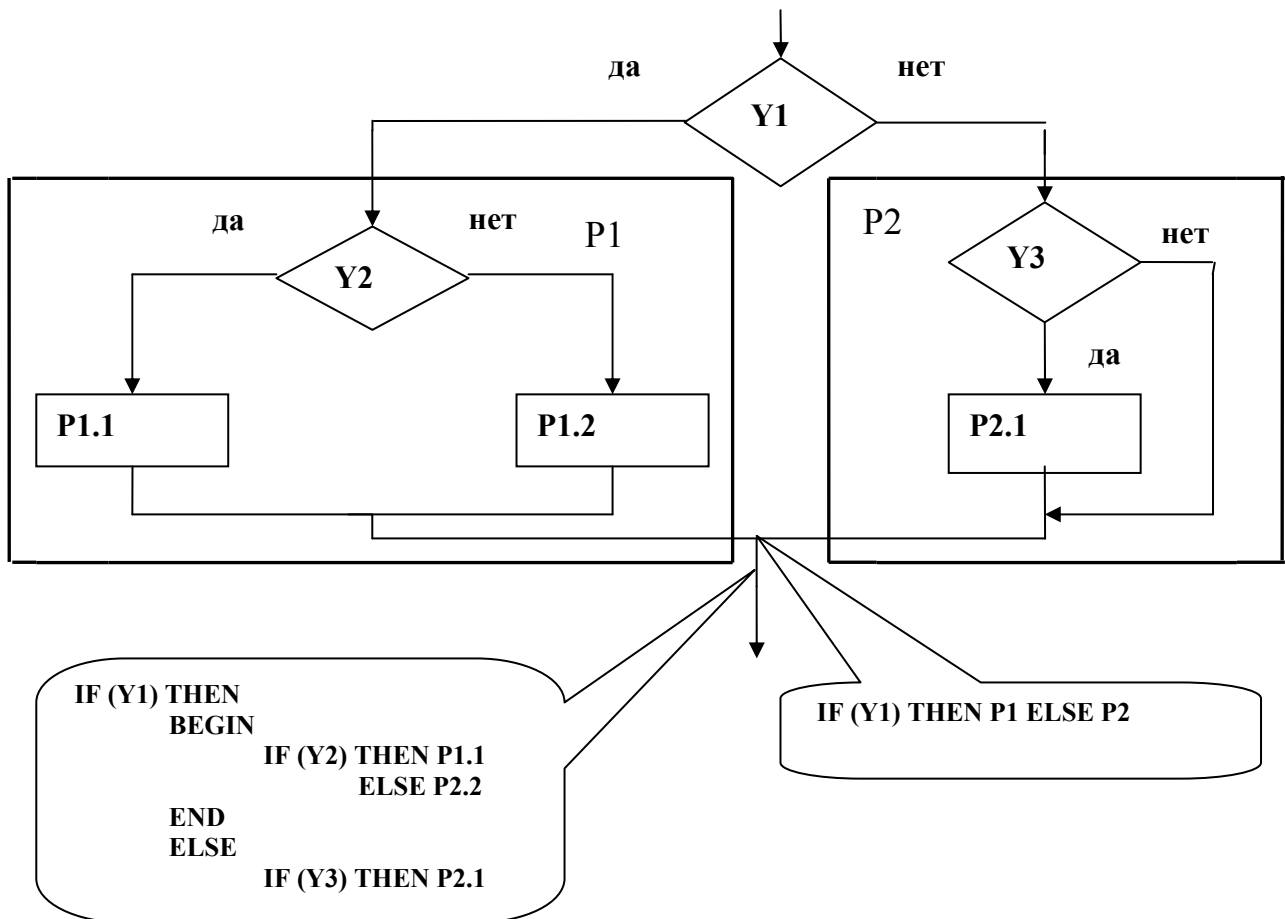 да
нет
Y1
да
нет
P1
P2
нет
Y2
Y3
да
P1.1
P1.2
P2.1
IF (Y1) THEN
BEGIN
IF (Y2) THEN P1.1
ELSE P2.2
END
ELSE
IF (Y3) THEN P2.1
IF (Y1) THEN P1 ELSE P2